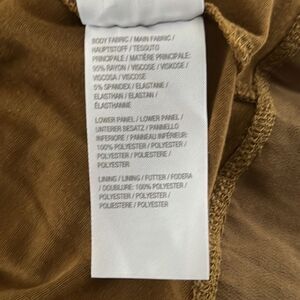 BODY FABRIC / MAIN FABRIC /
HAUPTSTOFF / TESSUTO
PRINCIPALE / MATIÈRE PRINCIPALE:
95% RAYON / VISCOSE / VISKOSE /
VISCOSA / VISCOSE
5% SPANDEX / ELASTANE /
ELASTHAN / ELASTAN /
ÉLASTHANNE
LOWER PANEL / LOWER PANEL /
UNTERER BESATZ / PANNELLO
INFERIORE / PANNEAU INFÉRIEUR:
100% POLYESTER / POLYESTER /
POLYESTER / POLIESTERE /
POLYESTER
LINING / LINING / FUTTER / FODERA
/ DOUBLURE: 100% POLYESTER /
POLYESTER / POLYESTER /
POLIESTERE / POLYESTER